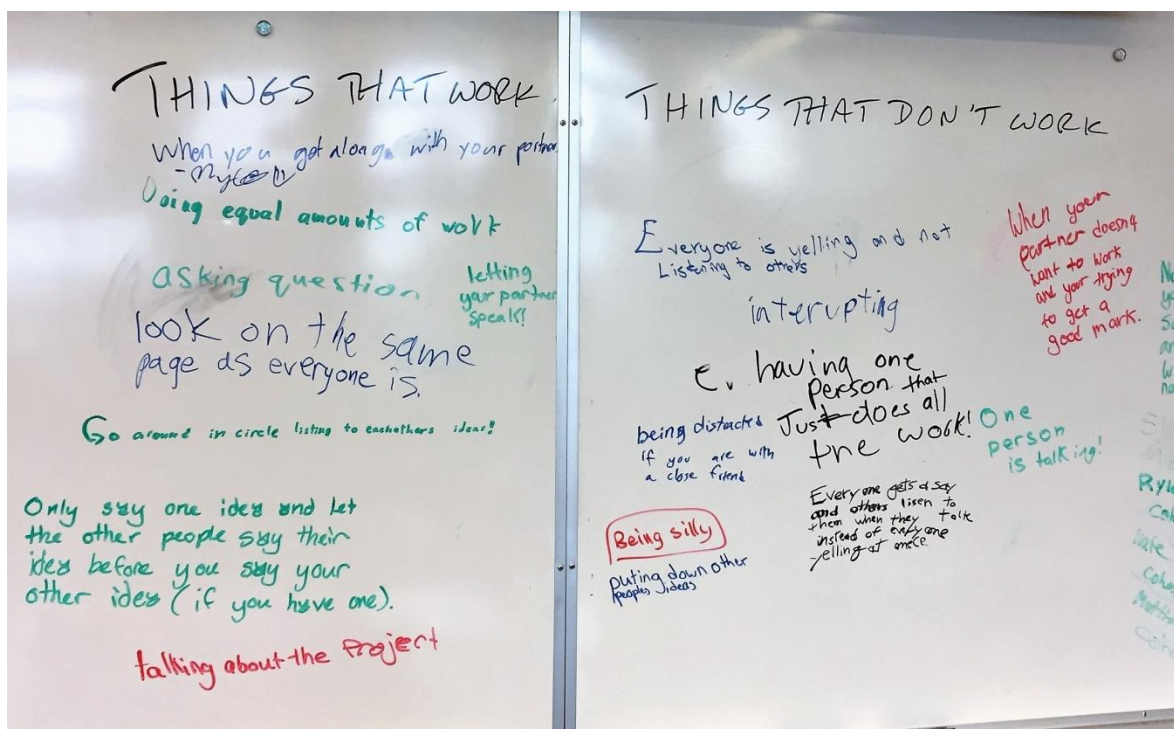 THINGS THAT WORK
When you get along with your partner
Doing equal amounts of work
asking question
letting
your partner
speak!
look on the same
page as everyone
is.
Go around in circle listing to eachothers ideas!
Only say one idea and let
the other people say their
idea before you say your
other idea (if you have one).
talking about the Project
THINGS THAT DON'T WORK
Everyone is yelling and not
Listening to others
interupting
When your
partner doesnt
want to work
and your trying
to get a
good mark.
E. having one
person that
Just does all
the work!
being distacted
if you are with
a close friend
One
person
is talking!
Every one gets a say
and others lisen to
them when they talk
instead of every one
yelling at once
Being silly
puting down other
peoples ideas